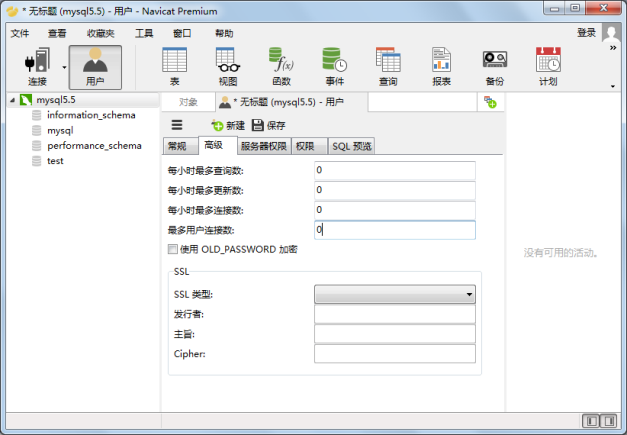 * 无标题 (mysql5.5) - 用户 - Navicat Premium
文件 查看 收藏夹 工具 窗口 帮助 登录
连接 用户 表 视图 函数 事件 查询 报表 备份 计划
mysql5.5
information_schema
mysql
performance_schema
test
对象 * 无标题 (mysql5.5) - 用户
新建 保存
常规 高级 服务器权限 权限 SQL 预览
每小时最多查询数: 0
每小时最多更新数: 0
每小时最多连接数: 0
最多用户连接数: 0
使用 OLD_PASSWORD 加密
SSL
SSL 类型:
发行者:
主旨:
Cipher:
没有可用的活动。